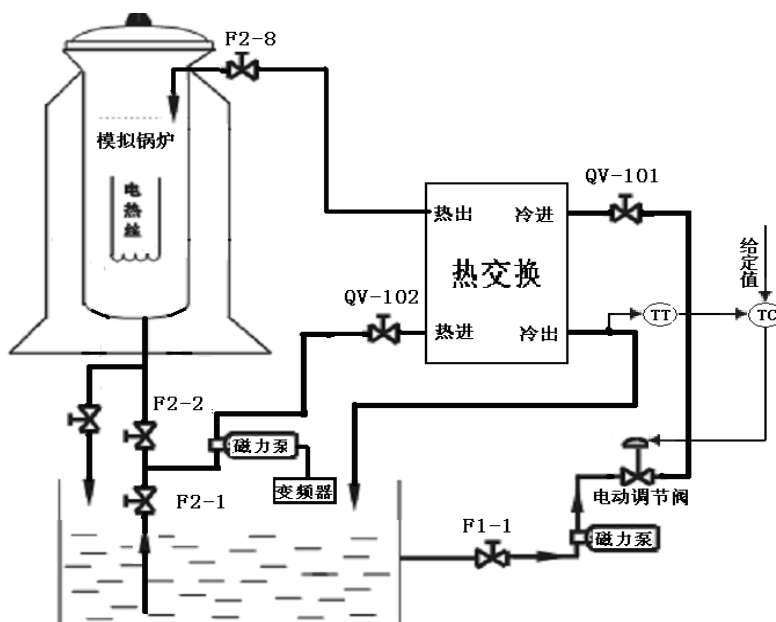 F2-8
模拟锅炉
电热丝
QV-101
热出
冷进
热交换
给定值
QV-102
热进
冷出
TT
TC
F2-2
磁力泵
变频器
F2-1
电动调节阀
F1-1
磁力泵